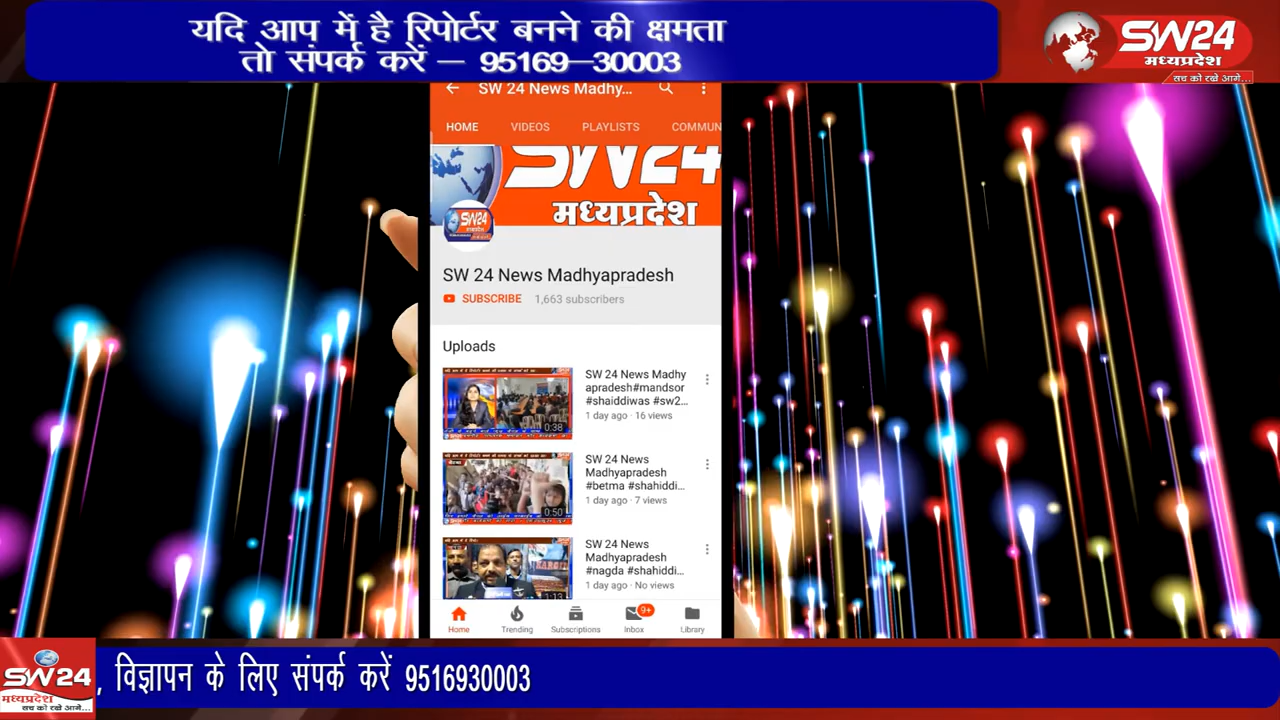 यदि आप में है रिपोर्टर बनने की क्षमता
तो संपर्क करें – 95169–30003
SW24
मध्यप्रदेश
सच को रखे आगे...
SW 24 News Madhy...
HOME VIDEOS PLAYLISTS COMMUN
SW24
मध्यप्रदेश
SW24
SW 24 News Madhyapradesh
SUBSCRIBE 1,663 subscribers
Uploads
SW 24 News Madhy
apradesh#mandsor
#shaiddiwas #sw2...
1 day ago · 16 views
0:38
SW 24 News
Madhyapradesh
#betma #shahiddi...
1 day ago · 7 views
0:50
SW 24 News
Madhyapradesh
#nagda #shahiddi...
1 day ago · No views
1:13
KARGIL
Home Trending Subscriptions Inbox 9+ Library
SW24
मध्यप्रदेश
सच को रखे आगे...
, विज्ञापन के लिए संपर्क करें 9516930003